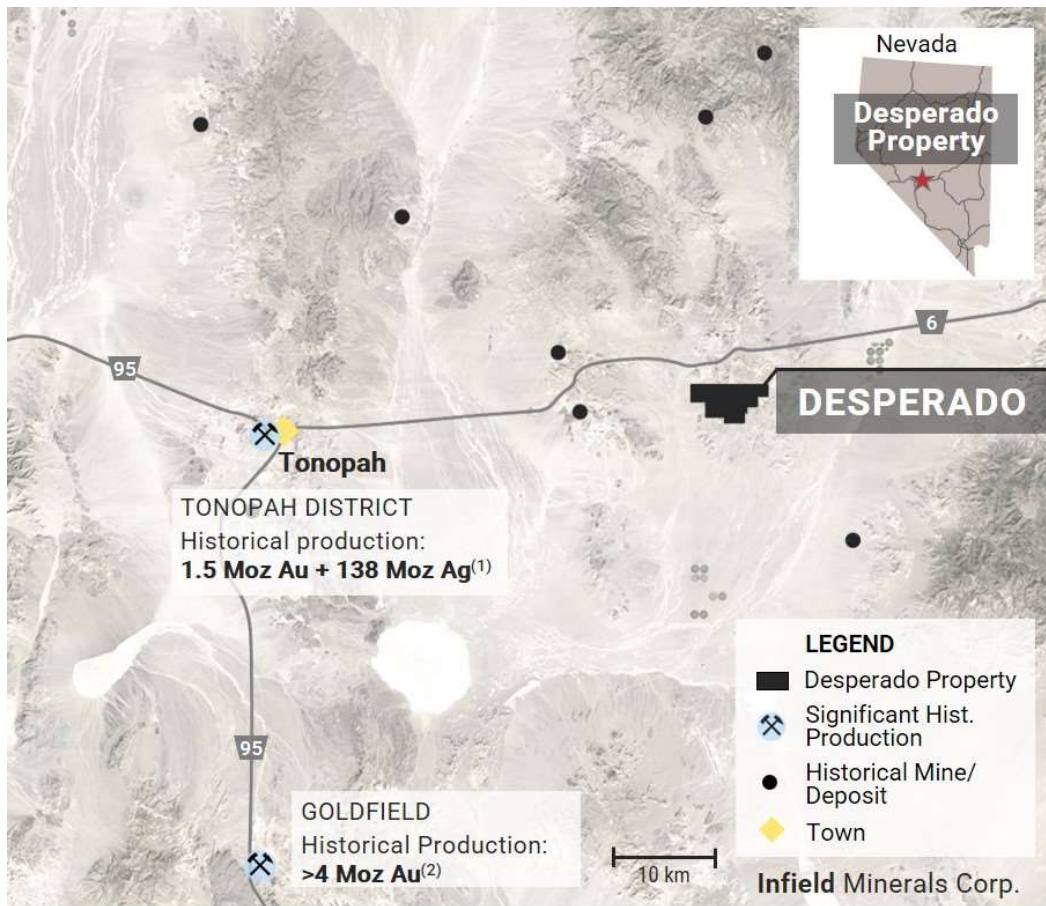 Nevada
Desperado
Property
6
95
DESPERADO
Tonopah
TONOPAH DISTRICT
Historical production:
1.5 Moz Au + 138 Moz Ag(1)
95
GOLDFIELD
Historical Production:
>4 Moz Au(2)
10 km
LEGEND
Desperado Property
Significant Hist.
Production
Historical Mine/
Deposit
Town
Infield Minerals Corp.